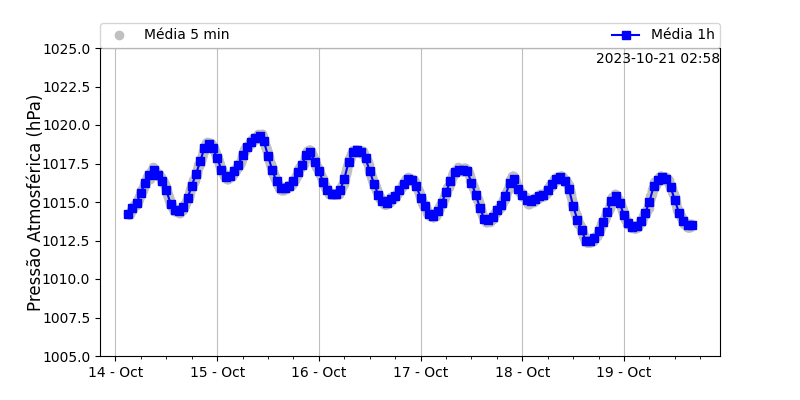 Média 5 min
Média 1h
2023-10-21 02:58
Pressão Atmosférica (hPa)
1025.0
1022.5
1020.0
1017.5
1015.0
1012.5
1010.0
1007.5
1005.0
14 - Oct
15 - Oct
16 - Oct
17 - Oct
18 - Oct
19 - Oct